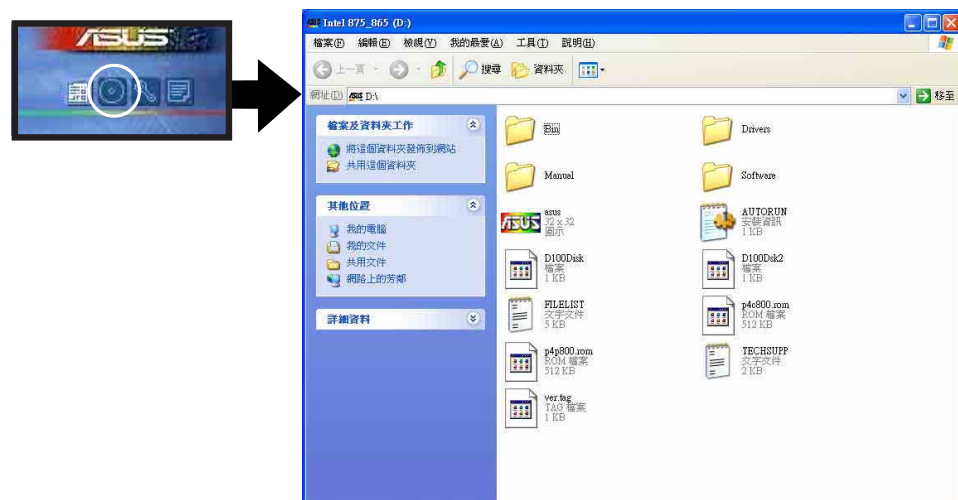 ASUS
Intel 875_865 (D:)
檔案(F) 編輯(E) 檢視(V) 我的最愛(A) 工具(T) 說明(H)
上一頁 搜尋 資料夾
網址(D) D:\ 移至
檔案及資料夾工作
將這個資料夾發佈到網站
共用這個資料夾
其他位置
我的電腦
我的文件
共用文件
網路上的芳鄰
詳細資料
Bin
Drivers
Manual
Software
ASUS
asus
32 x 32
圖示
AUTORUN
安裝資訊
1 KB
D100Disk
檔案
1 KB
D100Dsk2
檔案
1 KB
FILELIST
文字文件
5 KB
p4c800.rom
ROM 檔案
512 KB
p4p800.rom
ROM 檔案
512 KB
TECHSUPP
文字文件
2 KB
ver.tag
TAG 檔案
1 KB